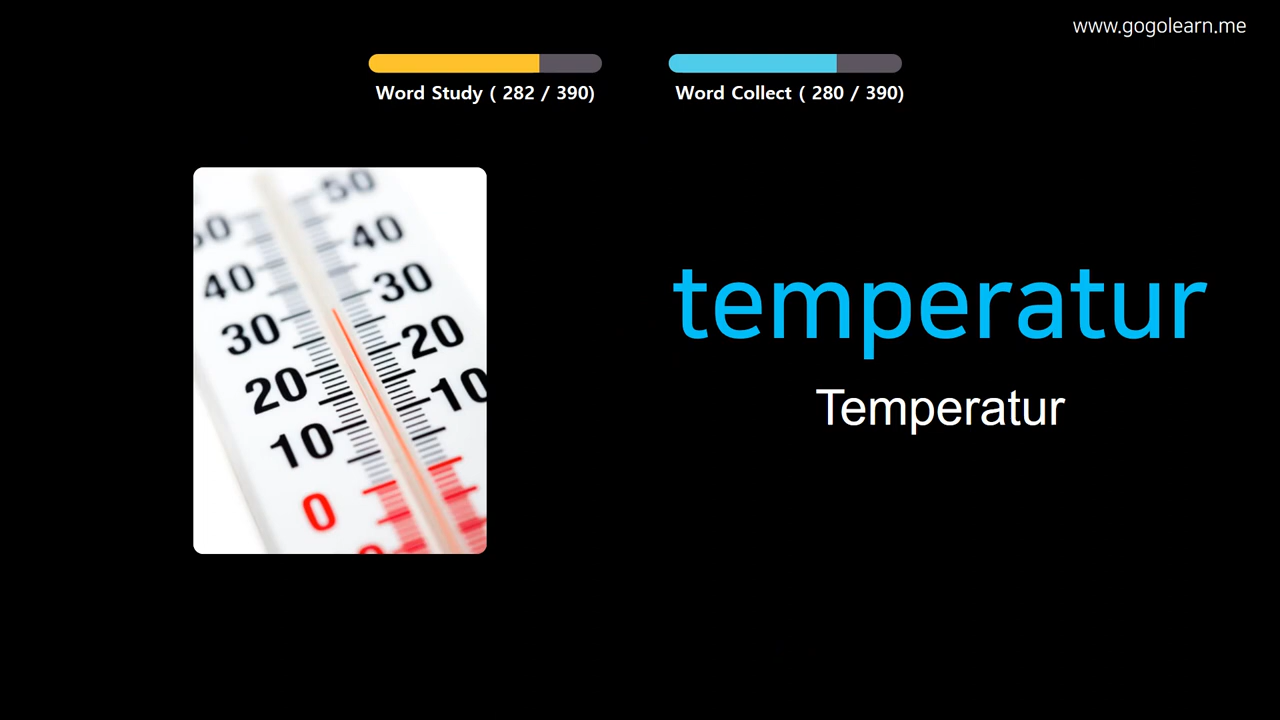 www.gogolearn.me
Word Study ( 282 / 390)
Word Collect ( 280 / 390)
50
40
30
20
10
0
50
40
30
20
10
temperatur
Temperatur